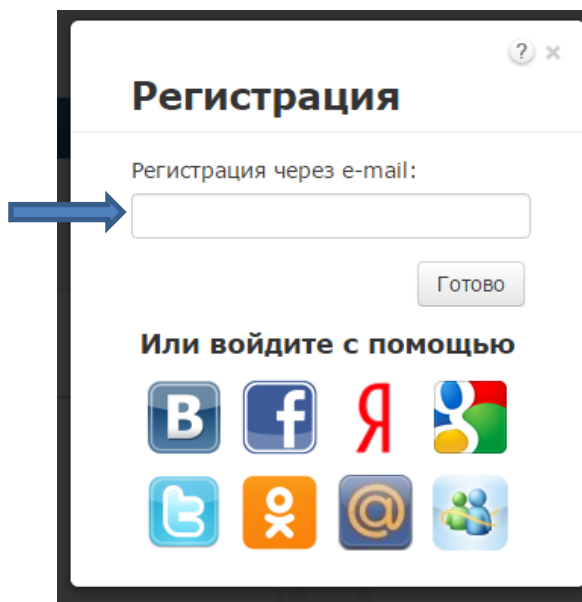 ?
Регистрация
Регистрация через e-mail:
Готово
Или войдите с помощью
В f Я g
t @